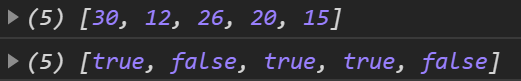 (5) [30, 12, 26, 20, 15]
(5) [true, false, true, true, false]